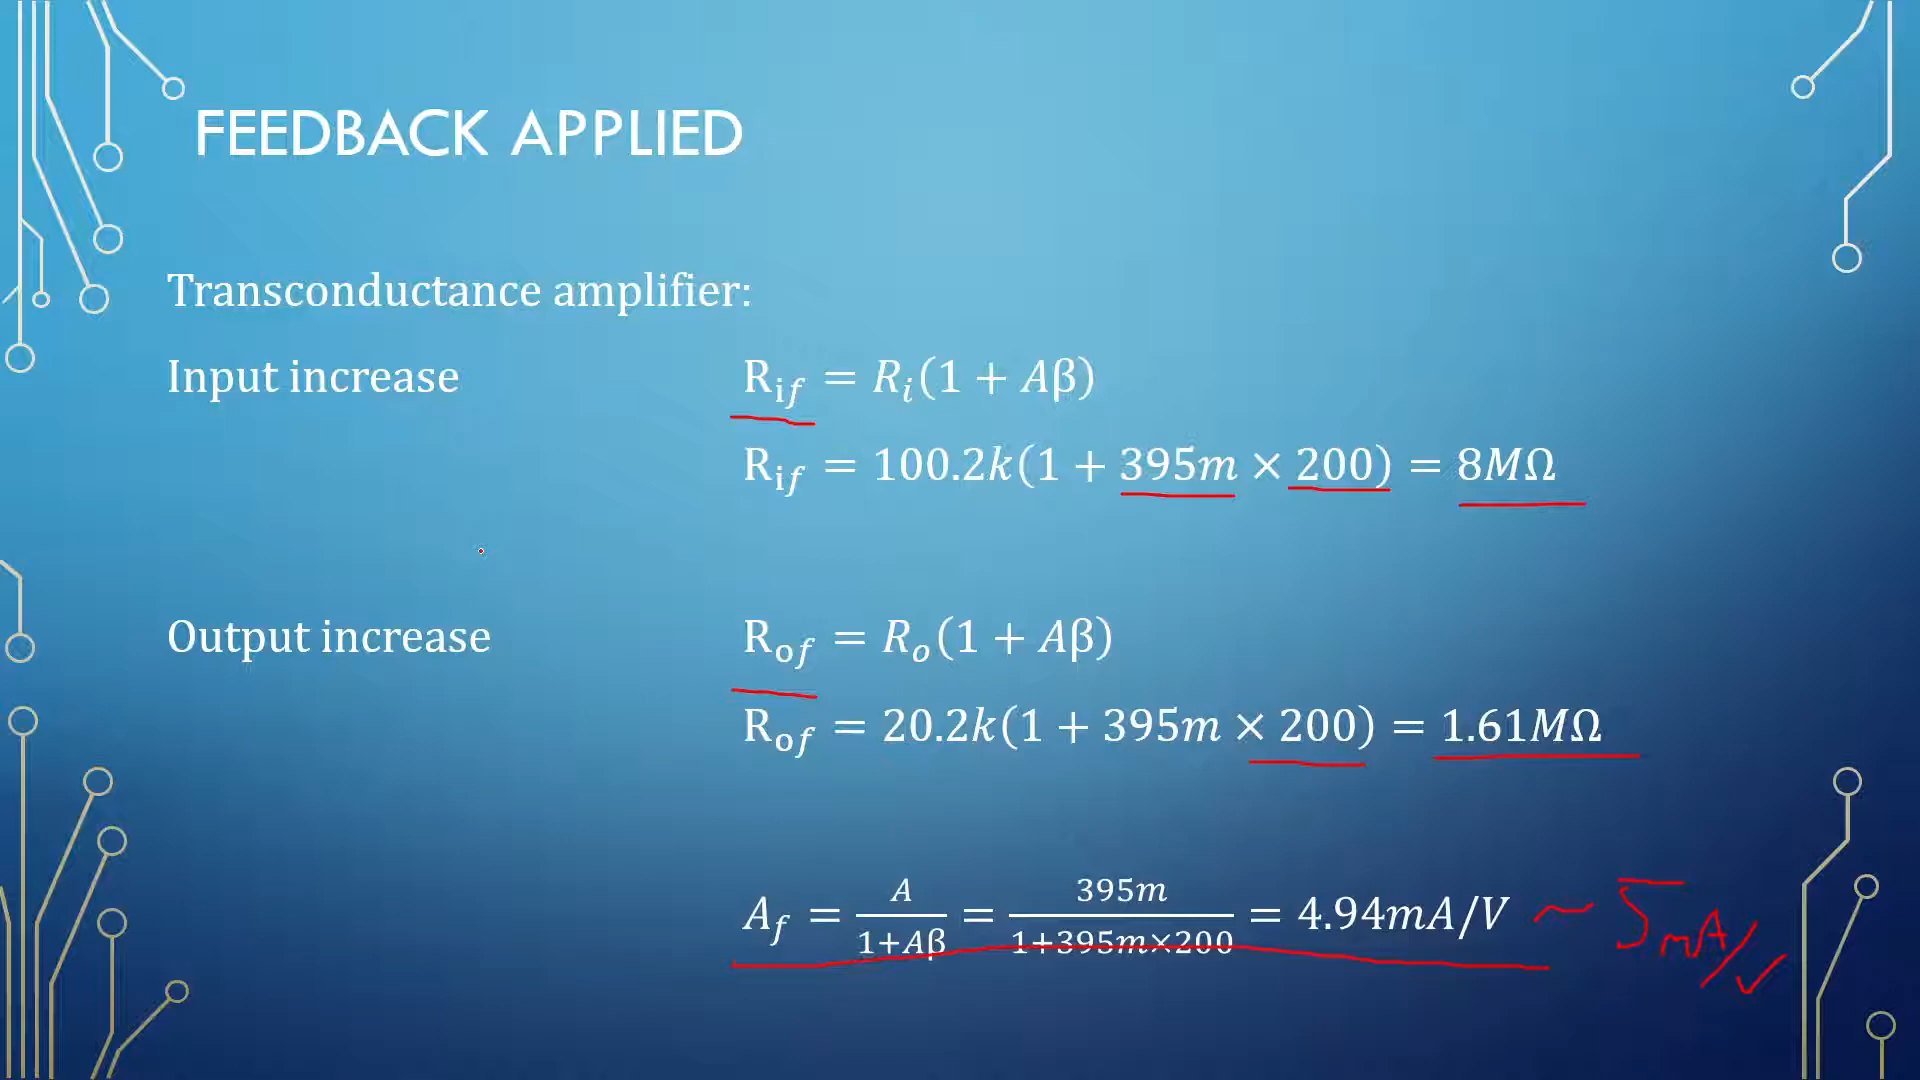 FEEDBACK APPLIED
Transconductance amplifier:
Input increase R_if = R_i(1 + Aβ)
R_if = 100.2k(1 + 395m × 200) = 8MΩ
Output increase R_of = R_o(1 + Aβ)
R_of = 20.2k(1 + 395m × 200) = 1.61MΩ
A_f = A/(1+Aβ) = 395m/(1+395m×200) = 4.94mA/V ~ 5mA/V